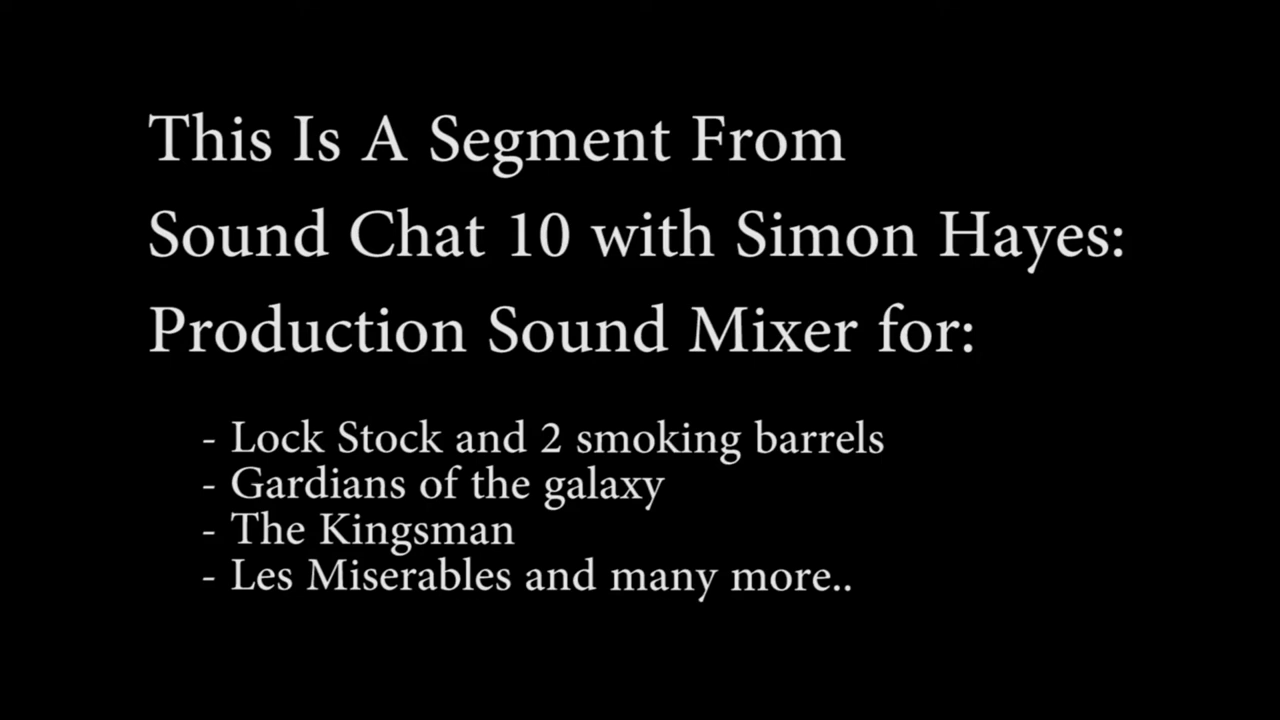 This Is A Segment From
Sound Chat 10 with Simon Hayes:
Production Sound Mixer for:
- Lock Stock and 2 smoking barrels
- Gardians of the galaxy
- The Kingsman
- Les Miserables and many more..